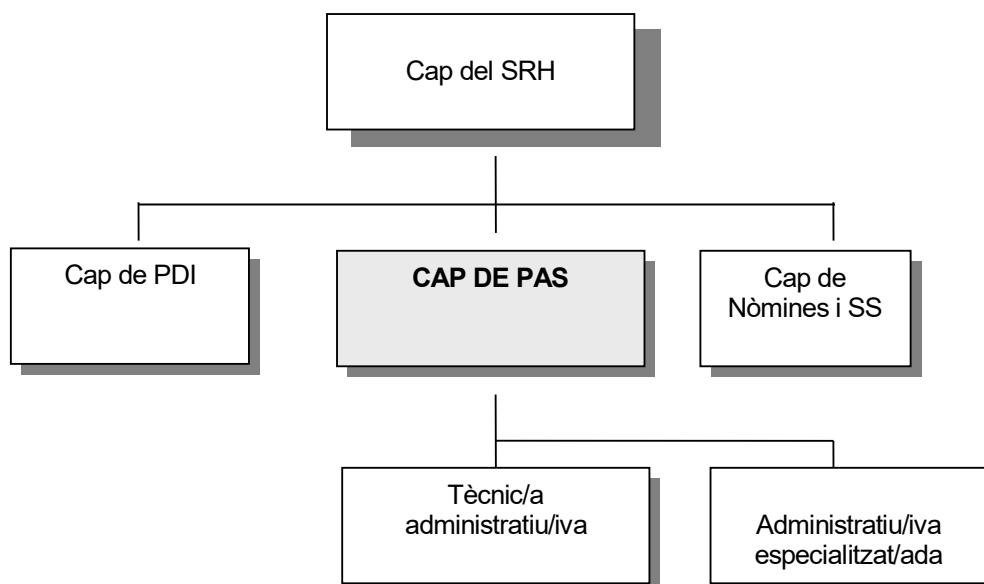 Cap del SRH
Cap de PDI
CAP DE PAS
Cap de
Nòmines i SS
Tècnic/a
administratiu/iva
Administratiu/iva
especialitzat/ada